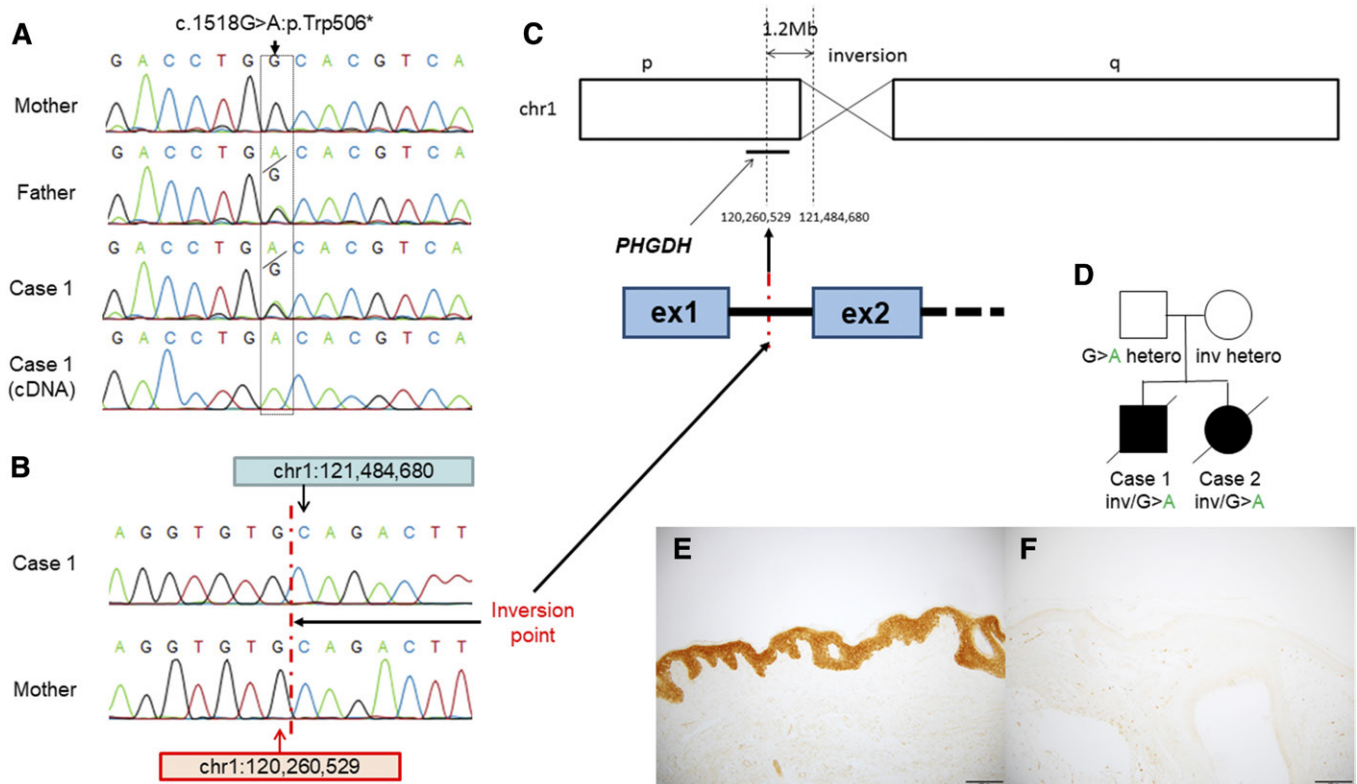 A
c.1518G>A:p.Trp506*
G A C C T G G C A C G T C A
Mother
G A C C T G A C A C G T C A
G
Father
G A C C T G A C A C G T C A
G
Case 1
G A C C T G A C A C G T C A
Case 1
(cDNA)
B
chr1:121,484,680
A G G T G T G C A G A C T T
Case 1
Inversion
point
A G G T G T G C A G A C T T
Mother
chr1:120,260,529
C
1.2Mb
inversion
p
q
chr1
120,260,529 121,484,680
PHGDH
ex1
ex2
D
G>A hetero
inv hetero
Case 1
inv/G>A
Case 2
inv/G>A
E
F